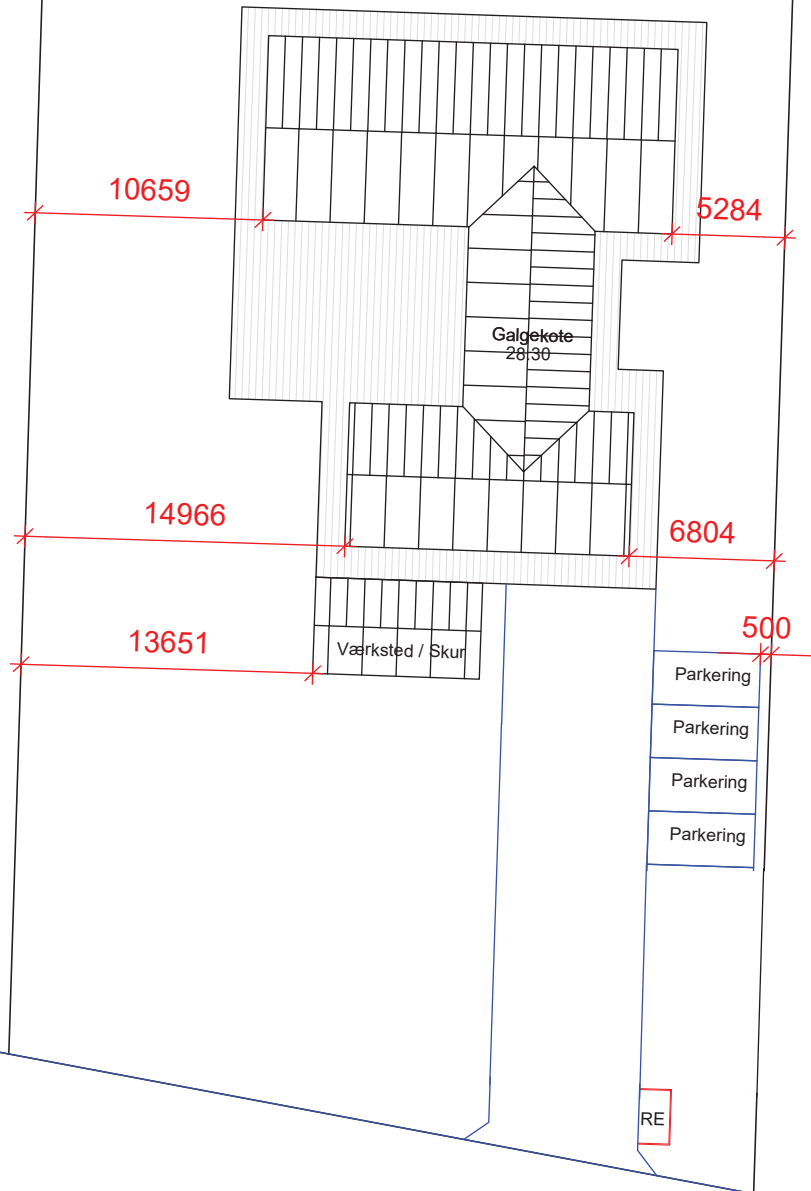 10659
5284
Galgekote
28.30
14966
6804
500
13651
Værksted / Skur
Parkering
Parkering
Parkering
Parkering
RE